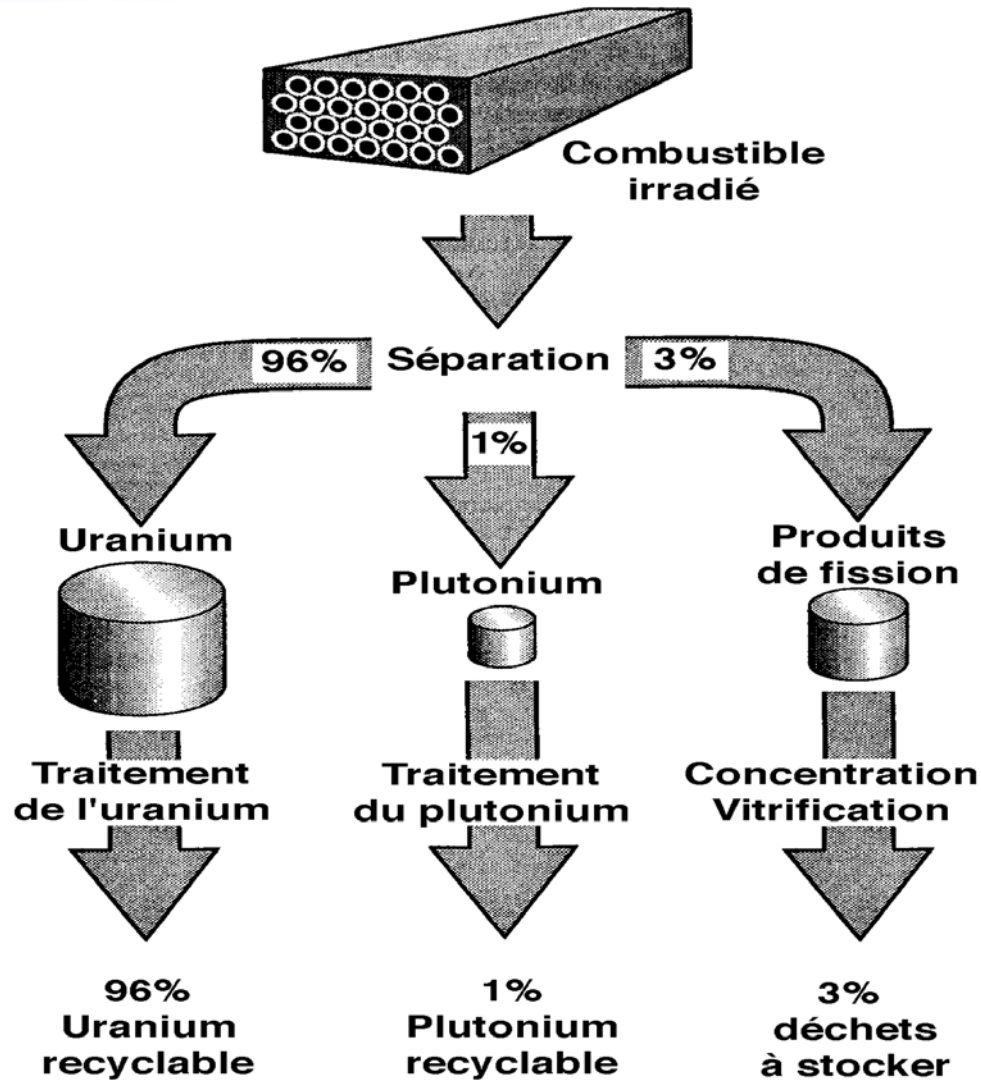 Combustible
irradié
96%
Séparation
3%
1%
Uranium
Plutonium
Produits
de fission
Traitement
de l'uranium
Traitement
du plutonium
Concentration
Vitrification
96%
Uranium
recyclable
1%
Plutonium
recyclable
3%
déchets
à stocker